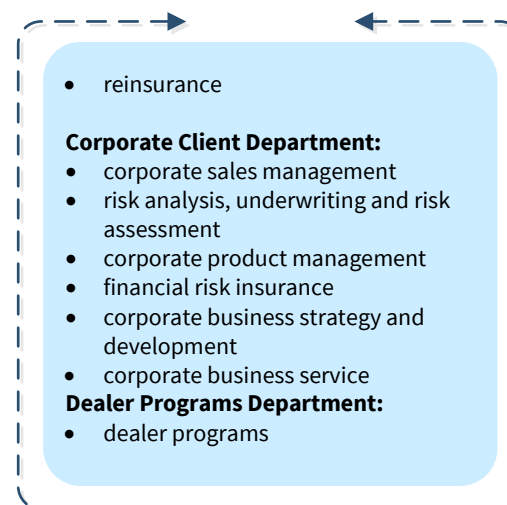 • reinsurance
Corporate Client Department:
• corporate sales management
• risk analysis, underwriting and risk
assessment
• corporate product management
• financial risk insurance
• corporate business strategy and
development
• corporate business service
Dealer Programs Department:
• dealer programs